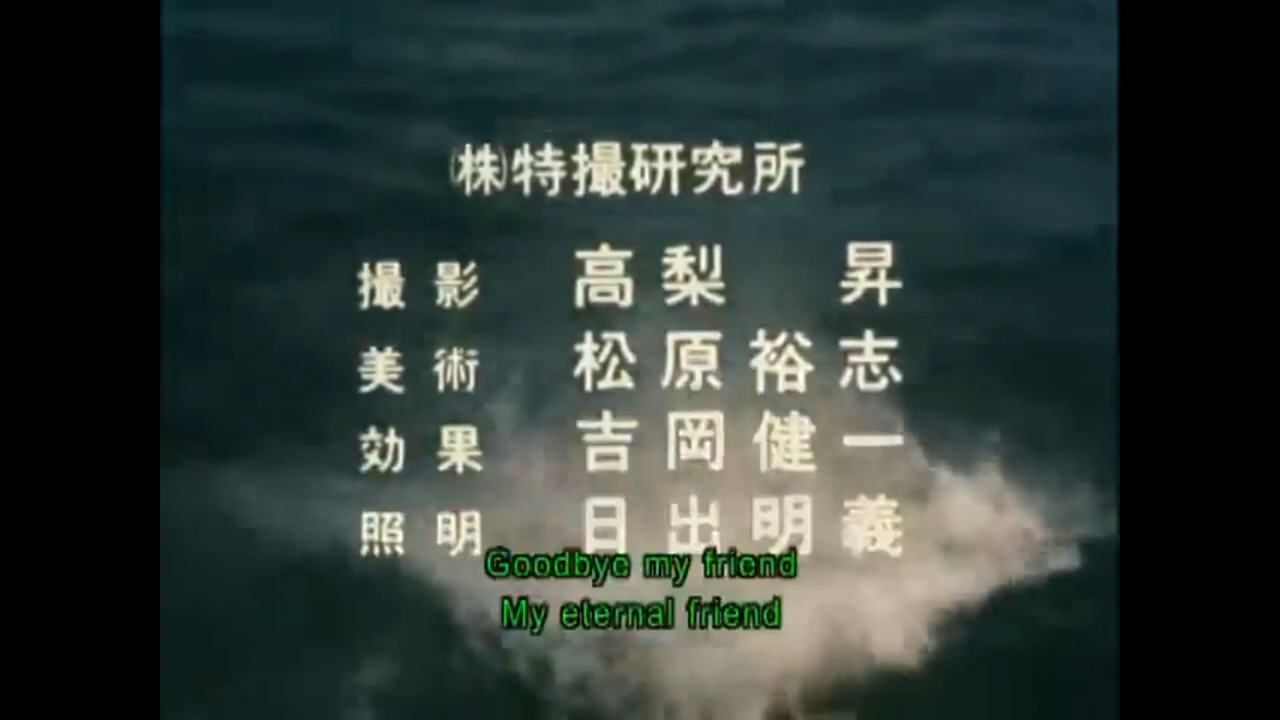 ㈱特撮研究所
撮影 高梨 昇
美術 松原裕志
効果 吉岡健一
照明 日出明義
Goodbye my friend
My eternal friend